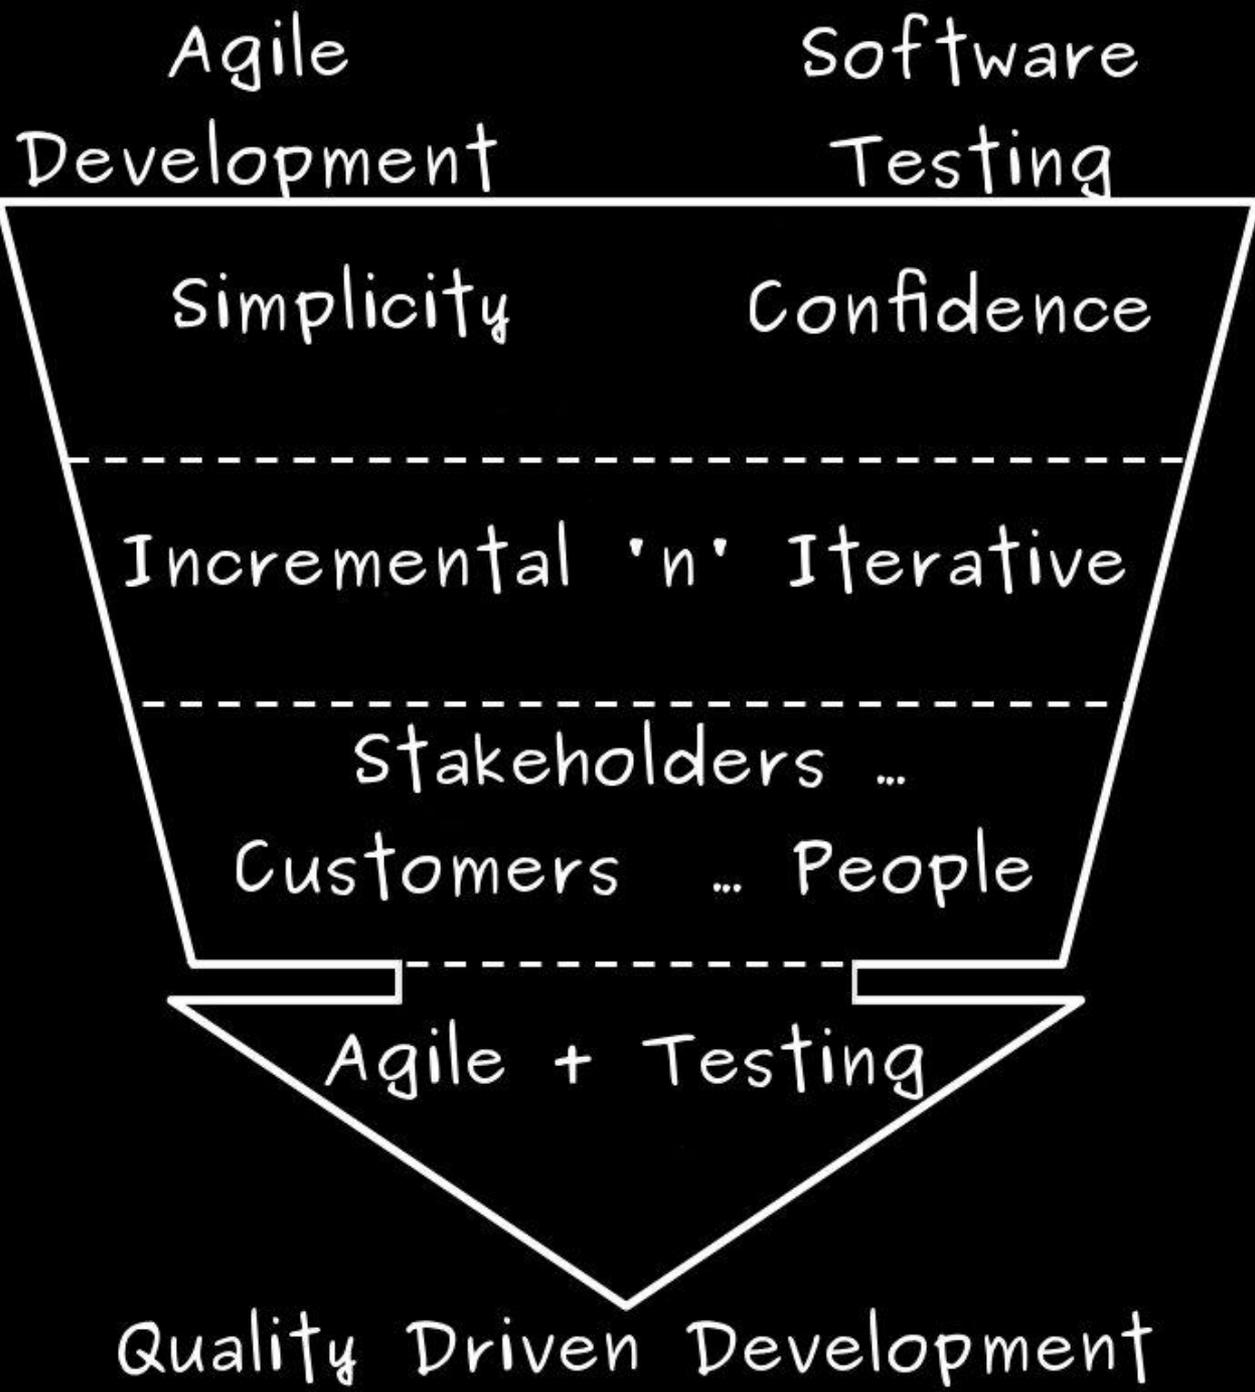 Agile Software
Development Testing
Simplicity Confidence
Incremental 'n' Iterative
Stakeholders ...
Customers ... People
Agile + Testing
Quality Driven Development